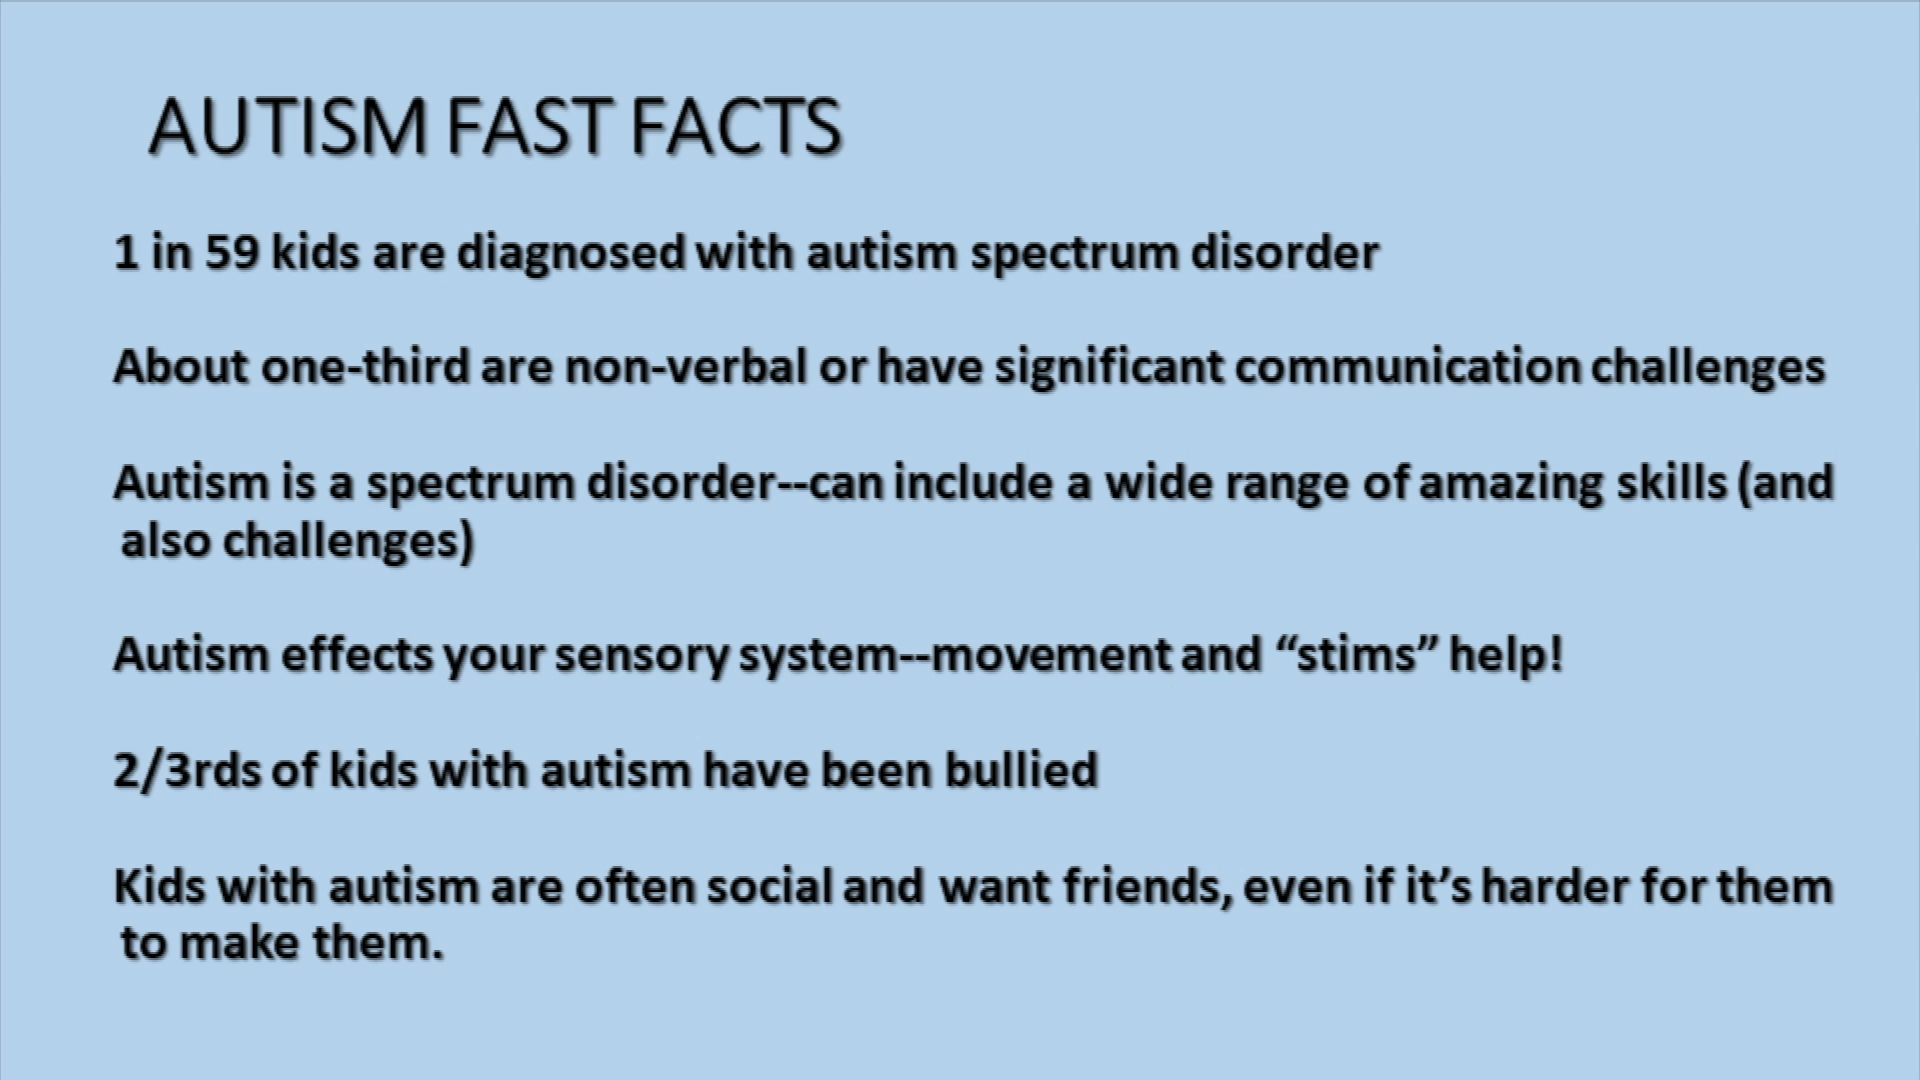 AUTISM FAST FACTS
1 in 59 kids are diagnosed with autism spectrum disorder
About one-third are non-verbal or have significant communication challenges
Autism is a spectrum disorder--can include a wide range of amazing skills (and
also challenges)
Autism effects your sensory system--movement and “stims” help!
2/3rds of kids with autism have been bullied
Kids with autism are often social and want friends, even if it’s harder for them
to make them.